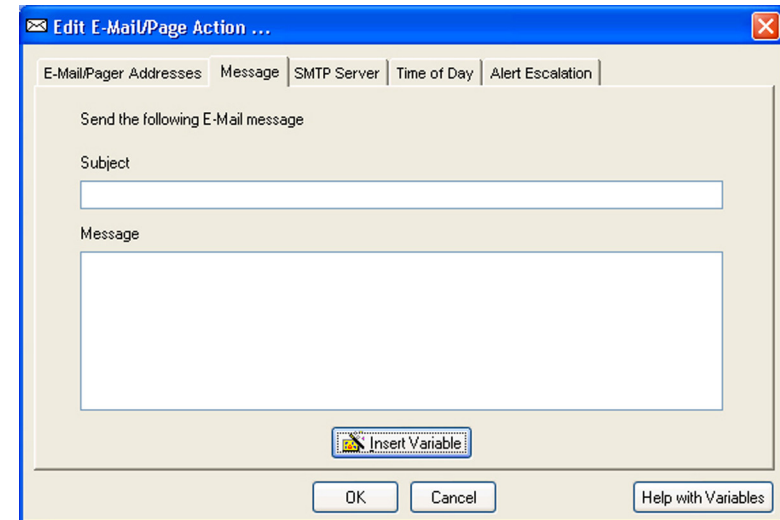 Edit E-Mail/Page Action ...
E-Mail/Pager Addresses Message SMTP Server Time of Day Alert Escalation
Send the following E-Mail message
Subject
Message
Insert Variable
OK Cancel Help with Variables